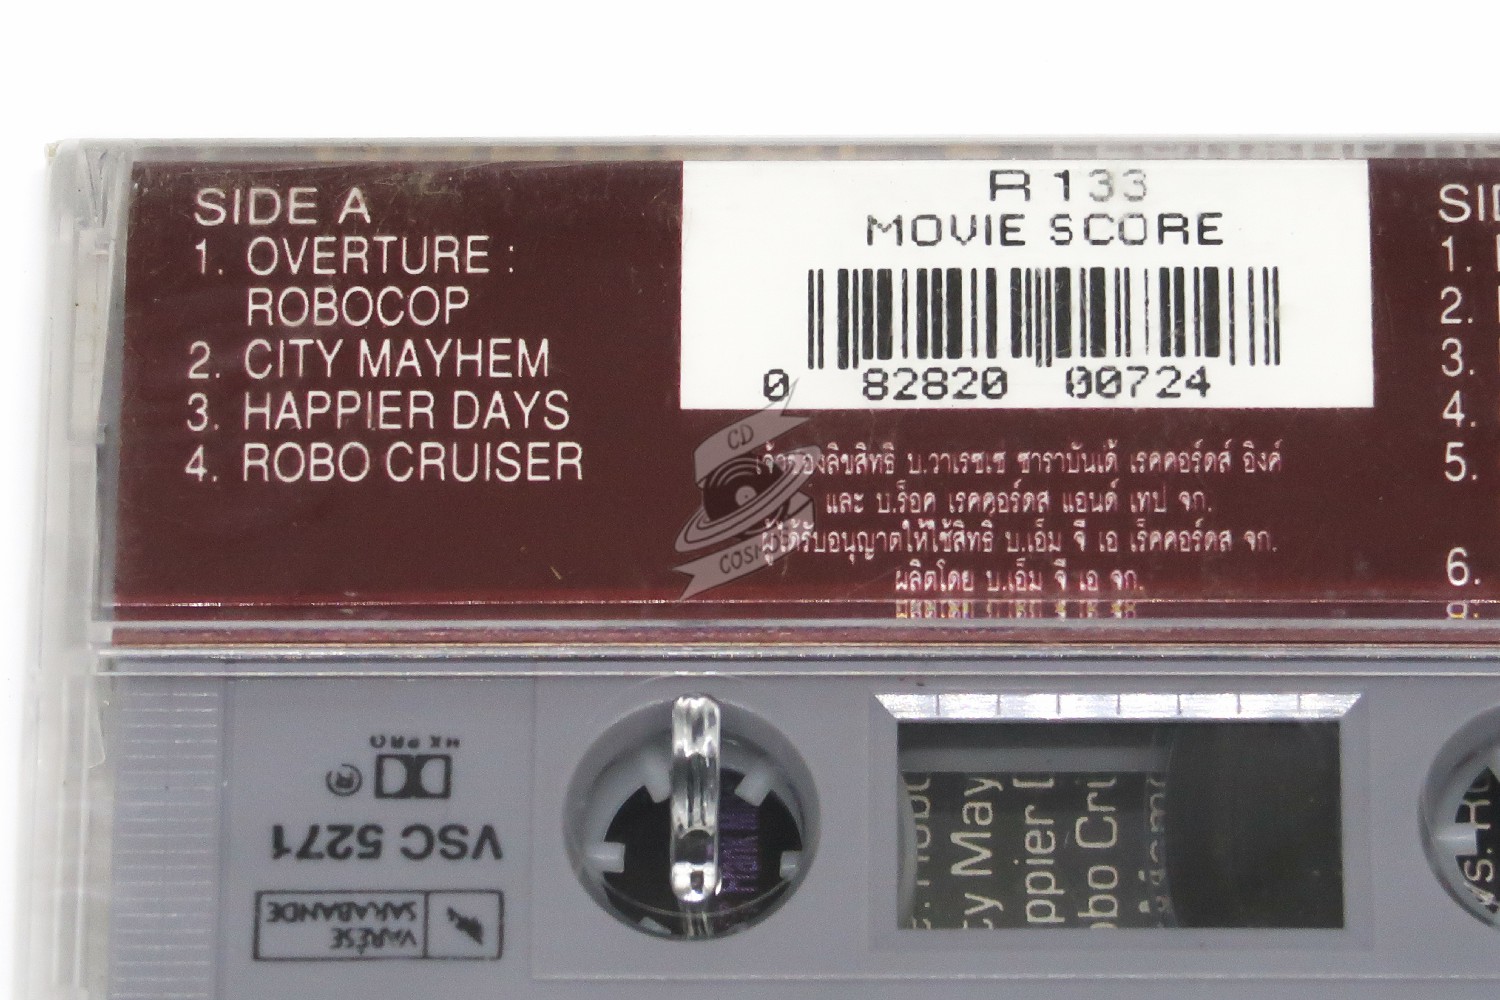 SIDE A
1. OVERTURE :
ROBOCOP
2. CITY MAYHEM
3. HAPPIER DAYS
4. ROBO CRUISER
R 133
MOVIE SCORE
0 82820 00724
เจ้าของลิขสิทธิ์ บ.วาเรซเซ่ ซาราบันเด้ เรคคอร์ดส์ อิงค์
และ บ.ร็อค เรคคอร์ดส แอนด์ เทป จก.
ผู้ได้รับอนุญาตให้ใช้สิทธิ บ.เอ็ม จี เอ เร็คคอร์ดส จก.
ผลิตโดย บ.เอ็ม จี เอ จก.
CD
1.
2.
3.
4.
5.
6.
HX PRO
VSC 5271
VARÈSE
SARABANDE
ty May
ppier
obo Cru